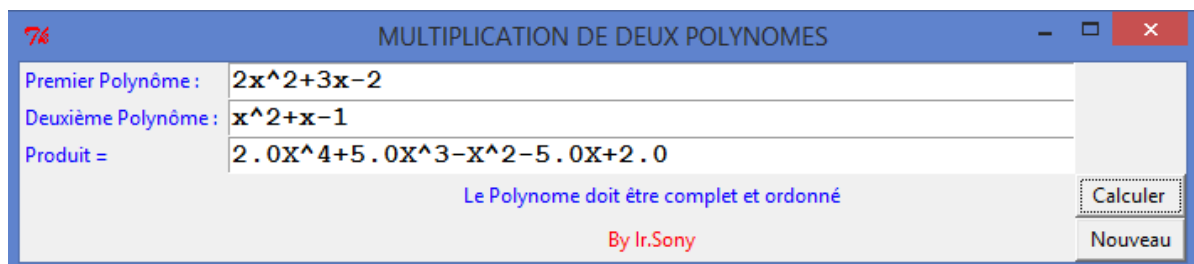 MULTIPLICATION DE DEUX POLYNOMES
Premier Polynôme : 2x^2+3x-2
Deuxième Polynôme : x^2+x-1
Produit = 2.0X^4+5.0X^3-X^2-5.0X+2.0
Le Polynome doit être complet et ordonné
Calculer
By Ir.Sony
Nouveau